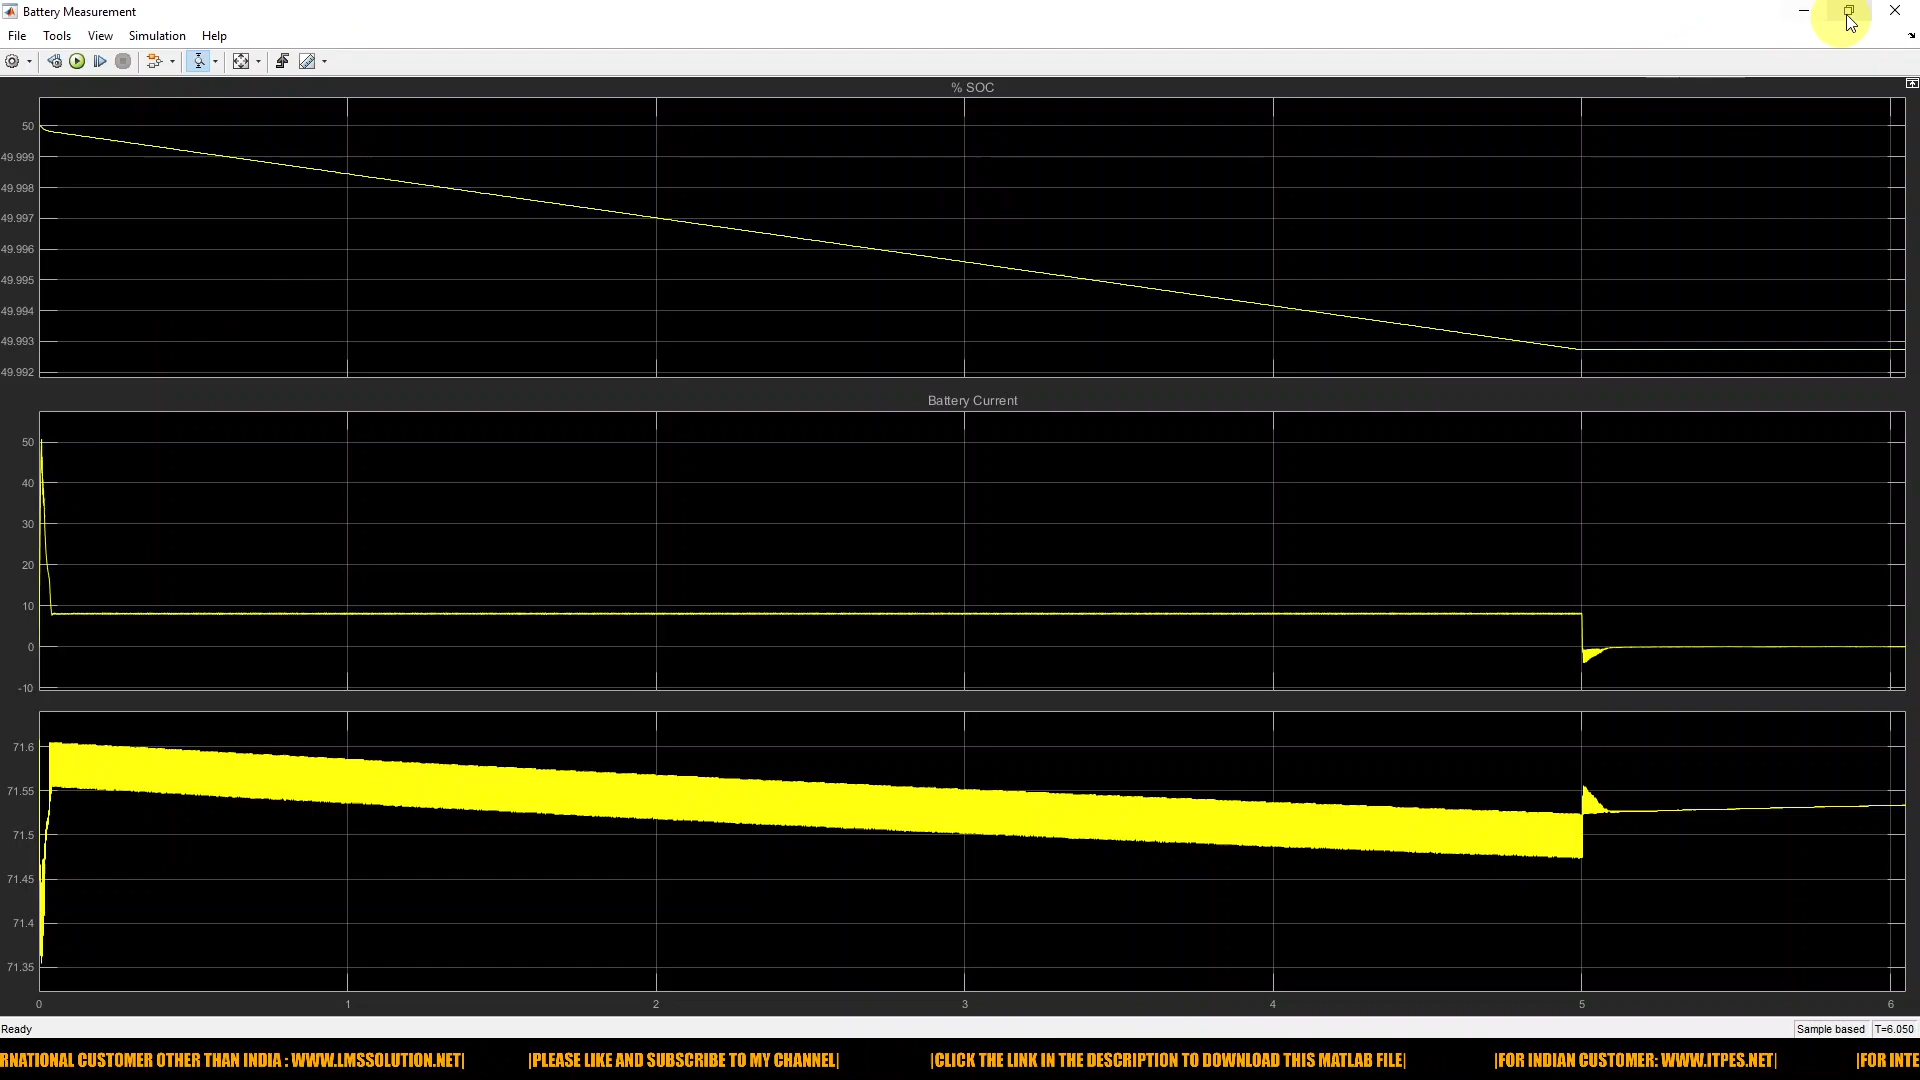 Battery Measurement
File Tools View Simulation Help
% SOC
50
49.999
49.998
49.997
49.996
49.995
49.994
49.993
49.992
Battery Current
50
40
30
20
10
0
-10
71.6
71.55
71.5
71.45
71.4
71.35
0 1 2 3 4 5 6
Ready
Sample based T=6.050
RNATIONAL CUSTOMER OTHER THAN INDIA : WWW.LMSSOLUTION.NET| |PLEASE LIKE AND SUBSCRIBE TO MY CHANNEL| |CLICK THE LINK IN THE DESCRIPTION TO DOWNLOAD THIS MATLAB FILE| |FOR INDIAN CUSTOMER: WWW.ITPES.NET| |FOR INTE